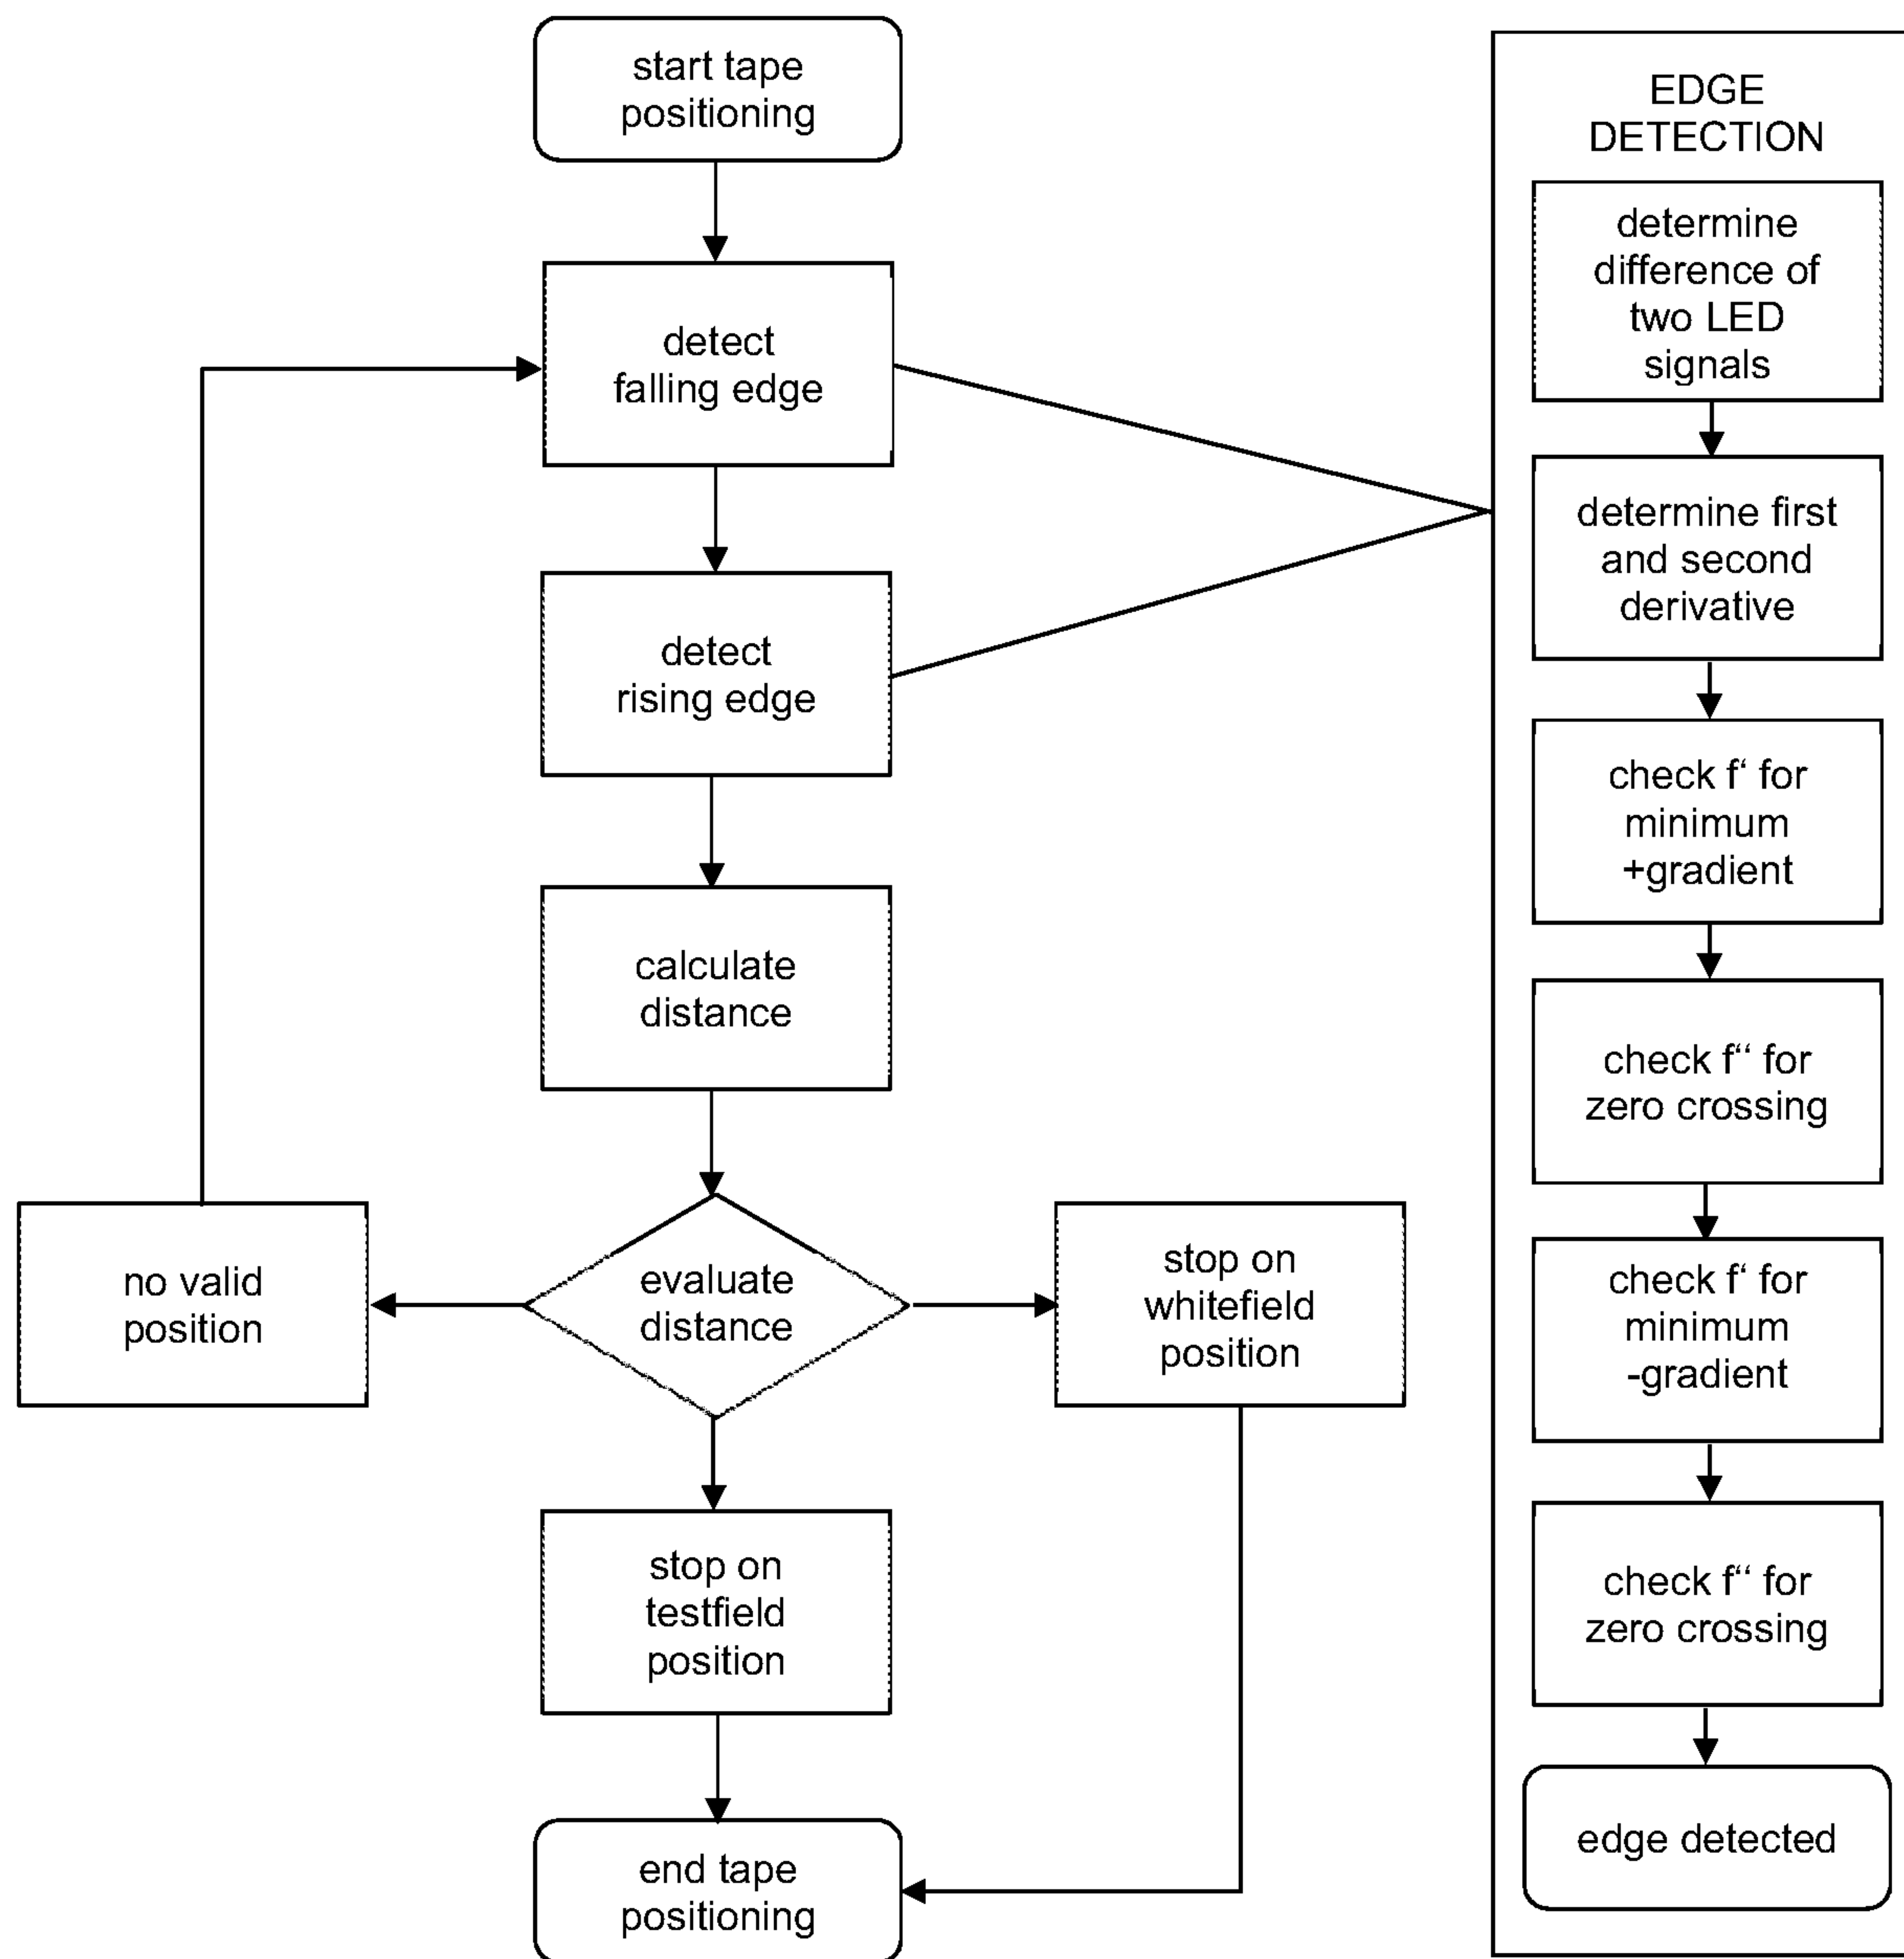 start tape
positioning
detect
falling edge
detect
rising edge
calculate
distance
evaluate
distance
no valid
position
stop on
whitefield
position
stop on
testfield
position
end tape
positioning
EDGE
DETECTION
determine
difference of
two LED
signals
determine first
and second
derivative
check f‘ for
minimum
+gradient
check f‘‘ for
zero crossing
check f‘ for
minimum
-gradient
check f‘‘ for
zero crossing
edge detected